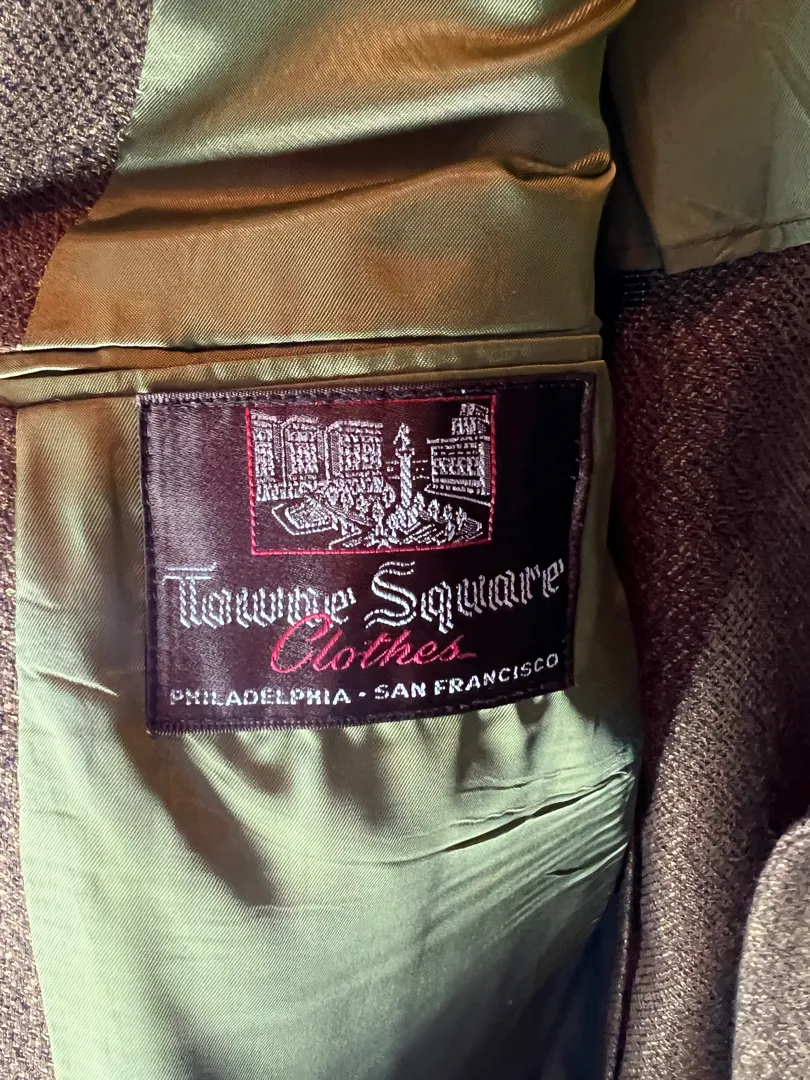 Towne Square
Clothes
PHILADELPHIA - SAN FRANCISCO